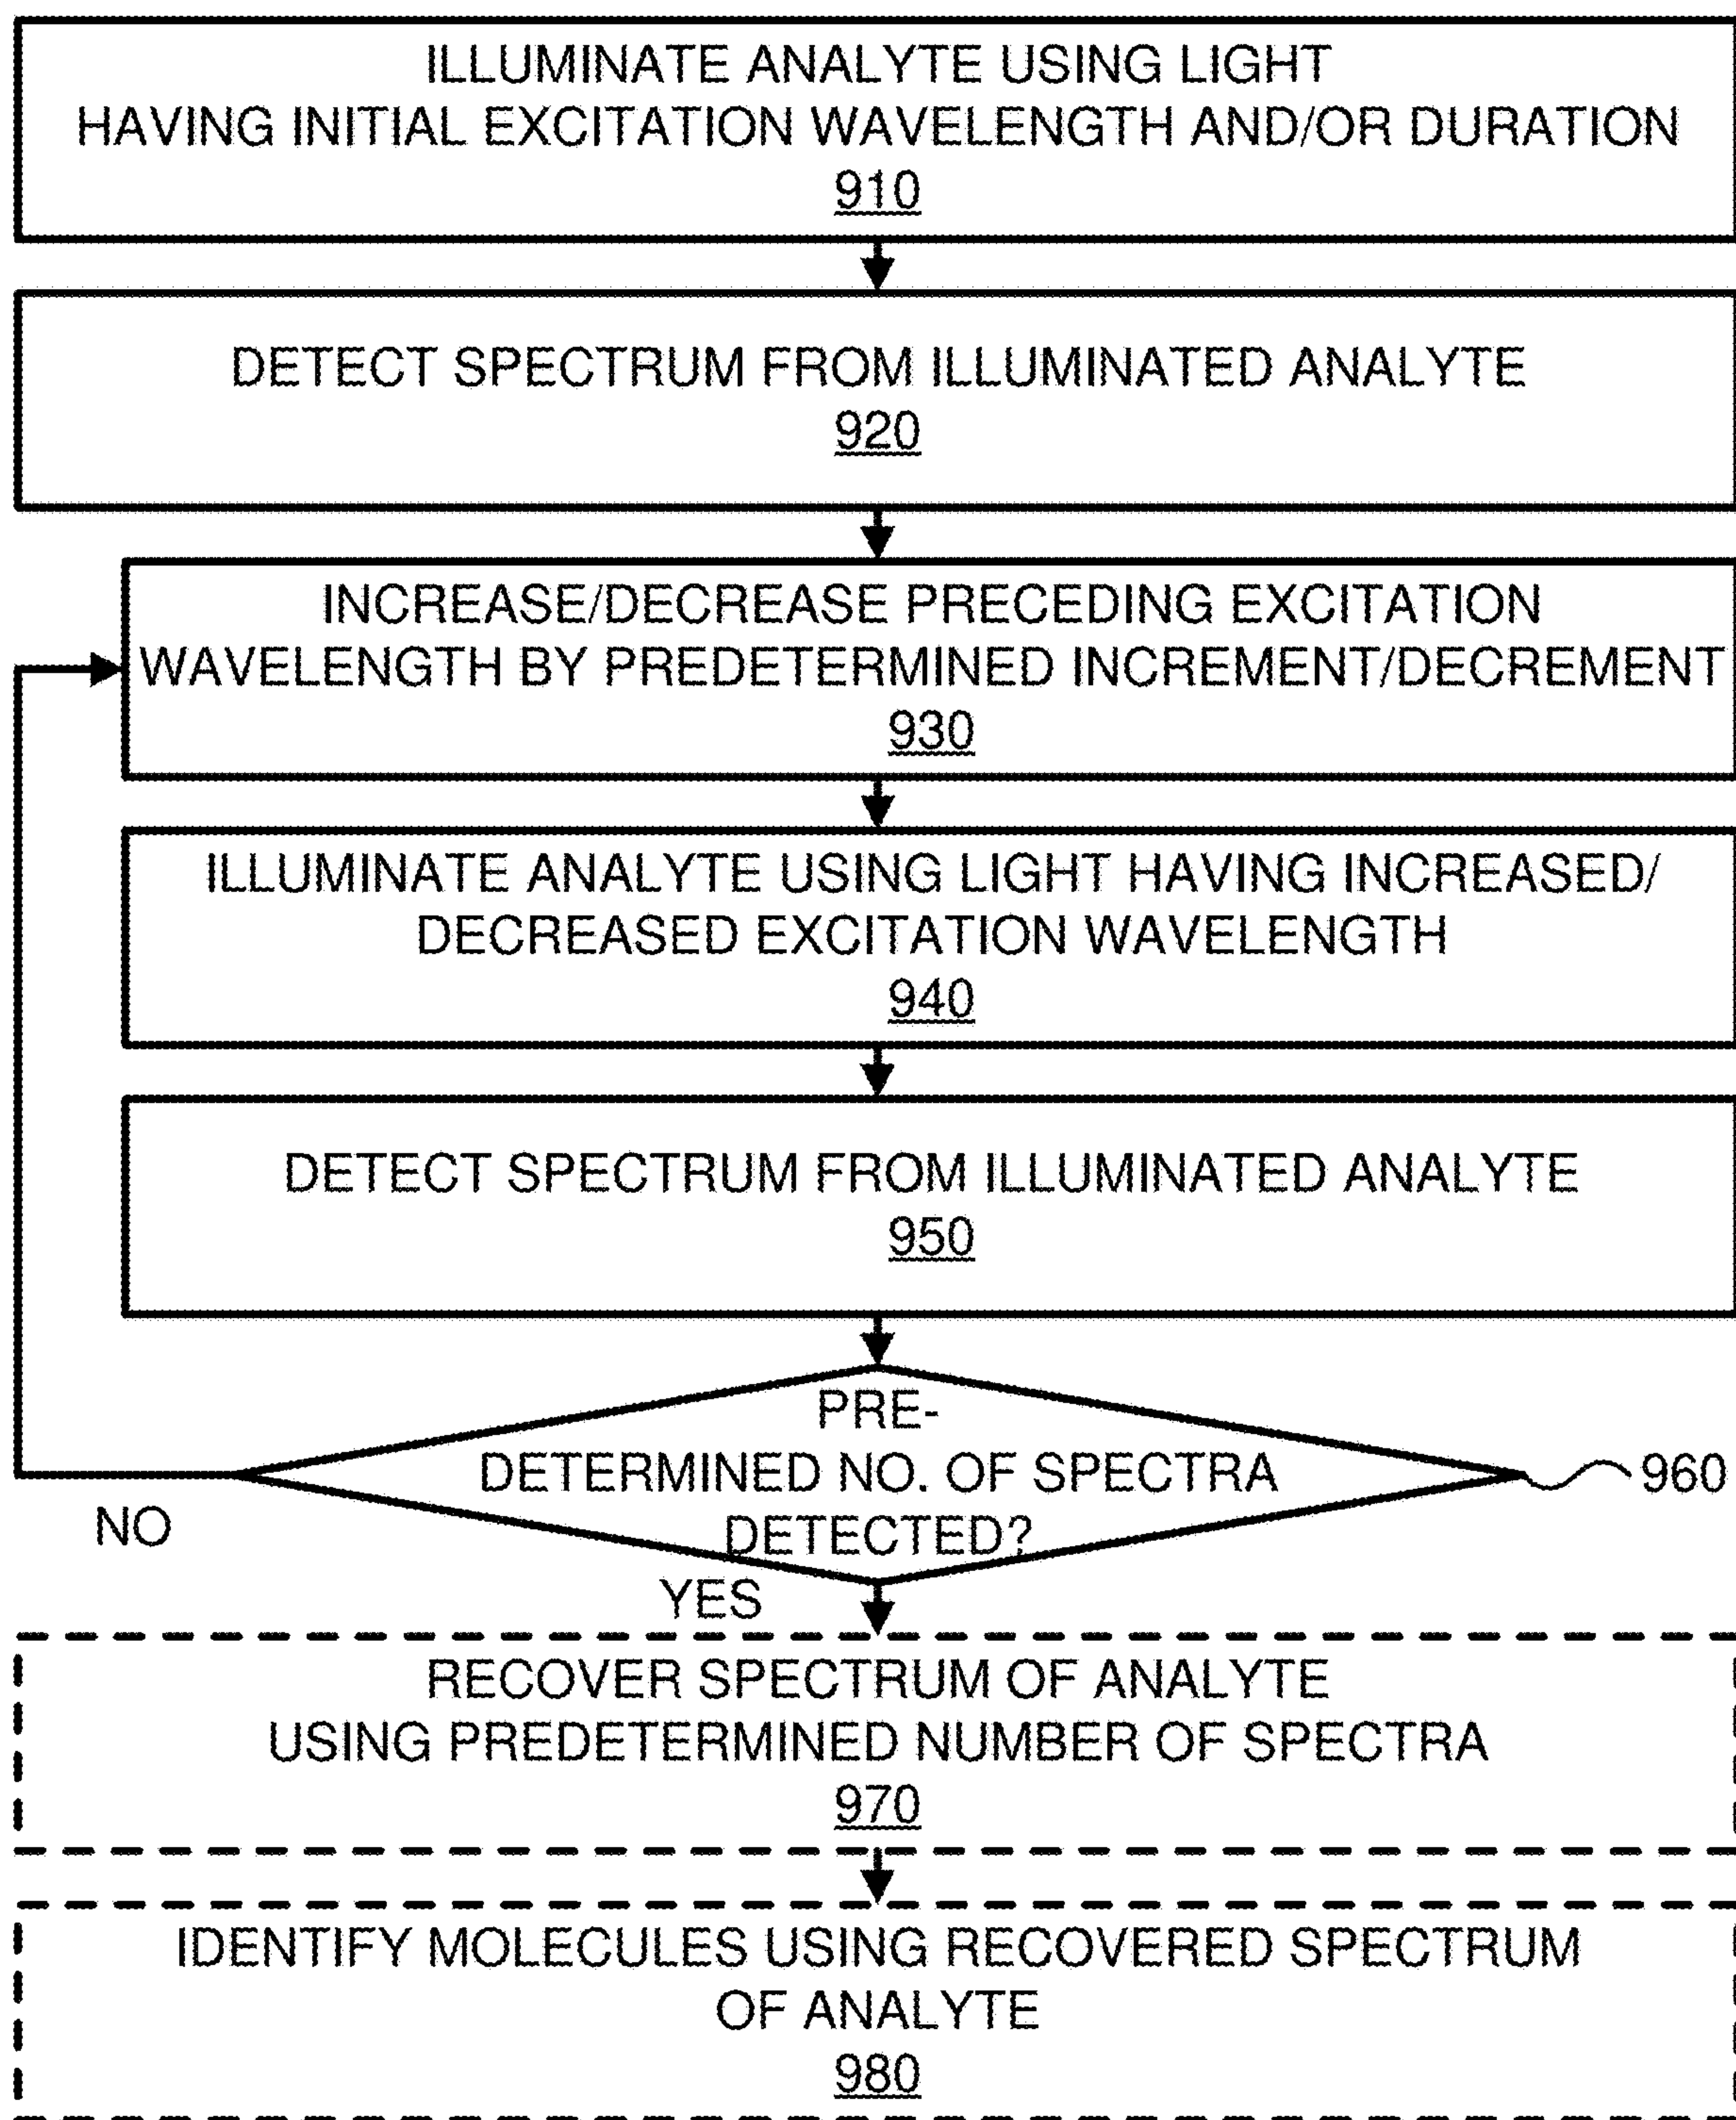 ILLUMINATE ANALYTE USING LIGHT
HAVING INITIAL EXCITATION WAVELENGTH AND/OR DURATION
910
DETECT SPECTRUM FROM ILLUMINATED ANALYTE
920
INCREASE/DECREASE PRECEDING EXCITATION
WAVELENGTH BY PREDETERMINED INCREMENT/DECREMENT
930
ILLUMINATE ANALYTE USING LIGHT HAVING INCREASED/
DECREASED EXCITATION WAVELENGTH
940
DETECT SPECTRUM FROM ILLUMINATED ANALYTE
950
PRE-
DETERMINED NO. OF SPECTRA
DETECTED?
960
NO
YES
RECOVER SPECTRUM OF ANALYTE
USING PREDETERMINED NUMBER OF SPECTRA
970
IDENTIFY MOLECULES USING RECOVERED SPECTRUM
OF ANALYTE
980